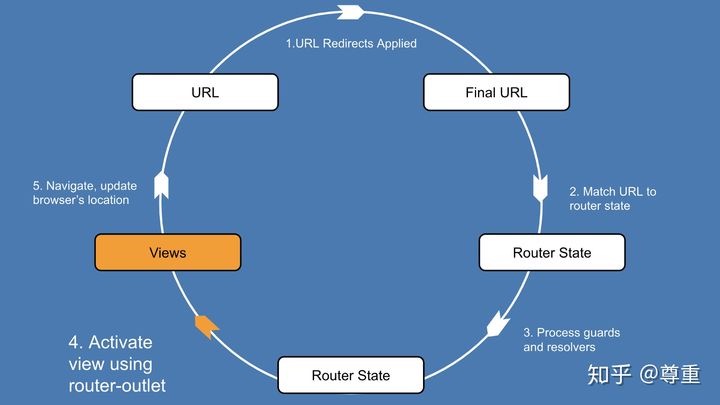 1.URL Redirects Applied
URL
Final URL
5. Navigate, update
browser's location
2. Match URL to
router state
Views
Router State
3. Process guards
and resolvers
4. Activate
view using
router-outlet
Router State
知乎 @尊重